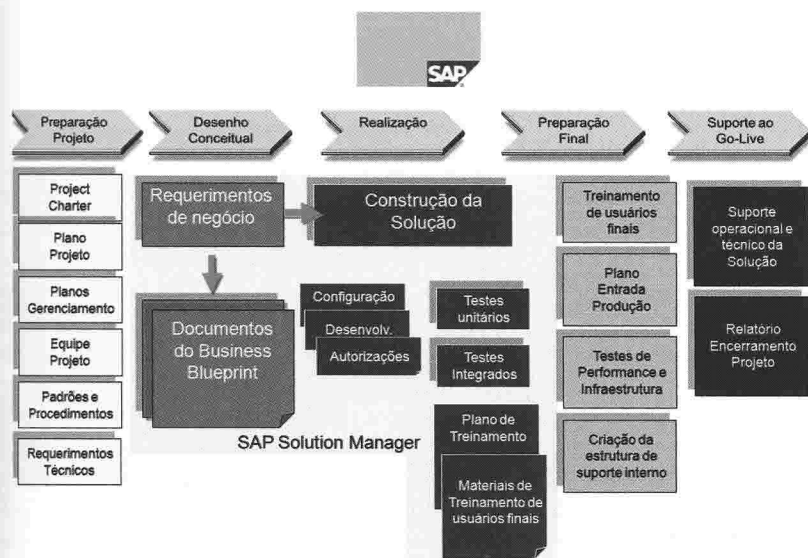 SAP
Preparação
Projeto
Desenho
Conceitual
Realização
Preparação
Final
Suporte ao
Go-Live
Project
Charter
Plano
Projeto
Planos
Gerenciamento
Equipe
Projeto
Padrões e
Procedimentos
Requerimentos
Técnicos
Requerimentos
de negócio
Documentos
do Business
Blueprint
SAP Solution Manager
Construção da
Solução
Configuração
Desenvolv.
Autorizações
Testes
unitários
Testes
Integrados
Plano de
Treinamento
Materiais de
Treinamento de
usuários finais
Treinamento
de usuários
finais
Plano
Entrada
Produção
Testes de
Performance e
Infraestrutura
Criação da
estrutura de
suporte interno
Suporte
operacional e
técnico da
Solução
Relatório
Encerramento
Projeto